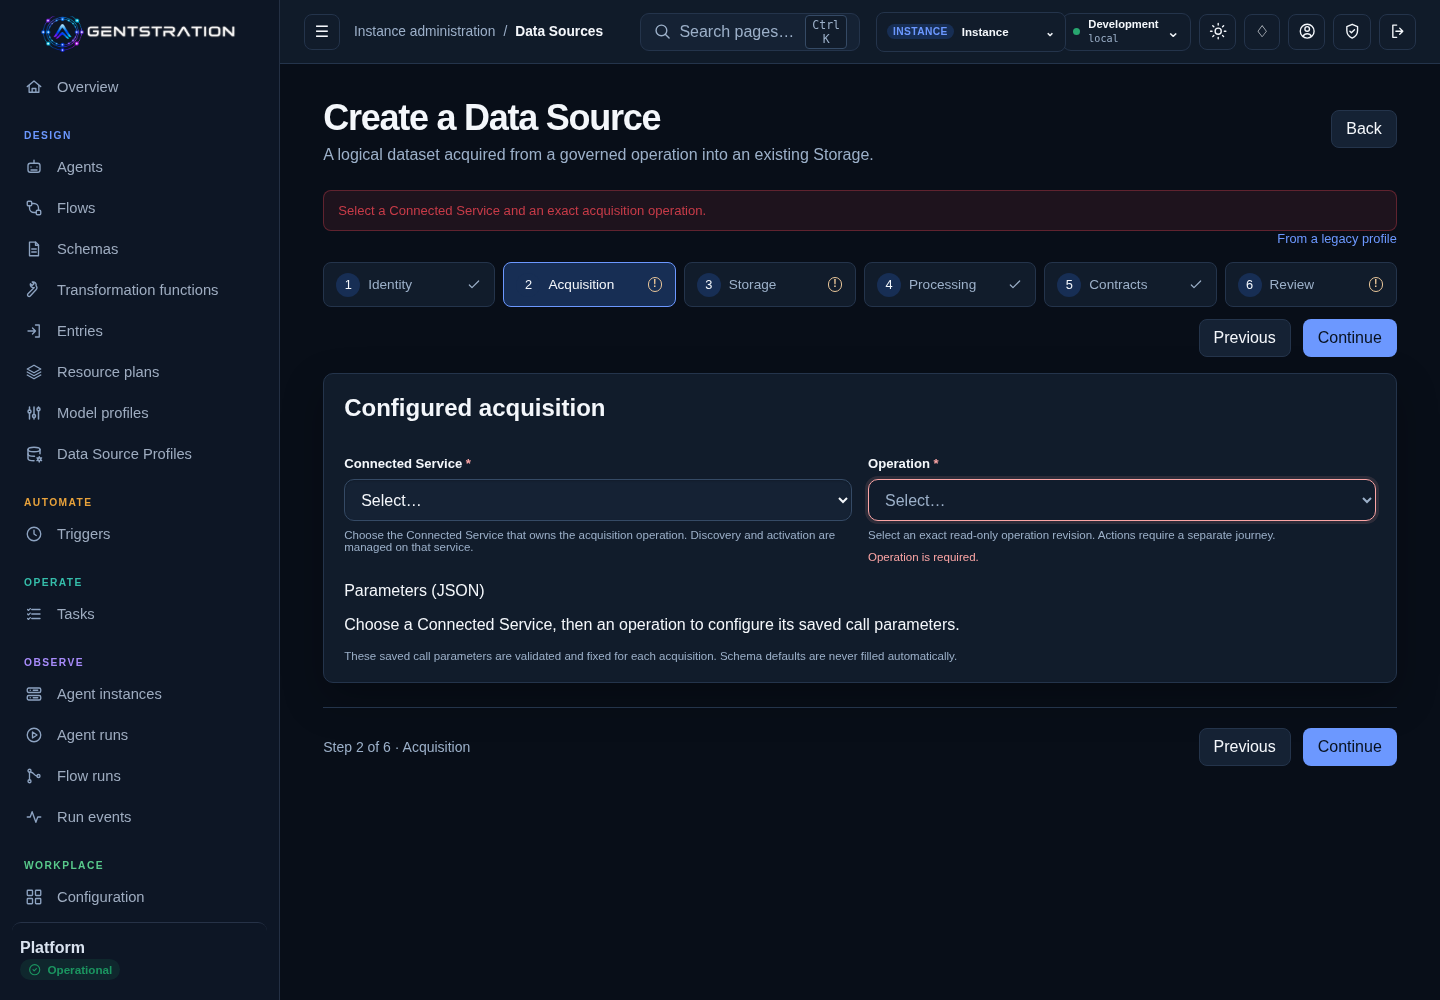 GENTSTRATION
☰
Instance administration / Data Sources
Search pages…
Ctrl K
INSTANCE Instance
Development
local
Overview
DESIGN
Agents
Flows
Schemas
Transformation functions
Entries
Resource plans
Model profiles
Data Source Profiles
AUTOMATE
Triggers
OPERATE
Tasks
OBSERVE
Agent instances
Agent runs
Flow runs
Run events
WORKPLACE
Configuration
Platform
Operational
Create a Data Source
A logical dataset acquired from a governed operation into an existing Storage.
Back
Select a Connected Service and an exact acquisition operation.
From a legacy profile
1 Identity
2 Acquisition
3 Storage
4 Processing
5 Contracts
6 Review
Previous
Continue
Configured acquisition
Connected Service *
Select…
Choose the Connected Service that owns the acquisition operation. Discovery and activation are
managed on that service.
Operation *
Select…
Select an exact read-only operation revision. Actions require a separate journey.
Operation is required.
Parameters (JSON)
Choose a Connected Service, then an operation to configure its saved call parameters.
These saved call parameters are validated and fixed for each acquisition. Schema defaults are never filled automatically.
Step 2 of 6 · Acquisition
Previous
Continue